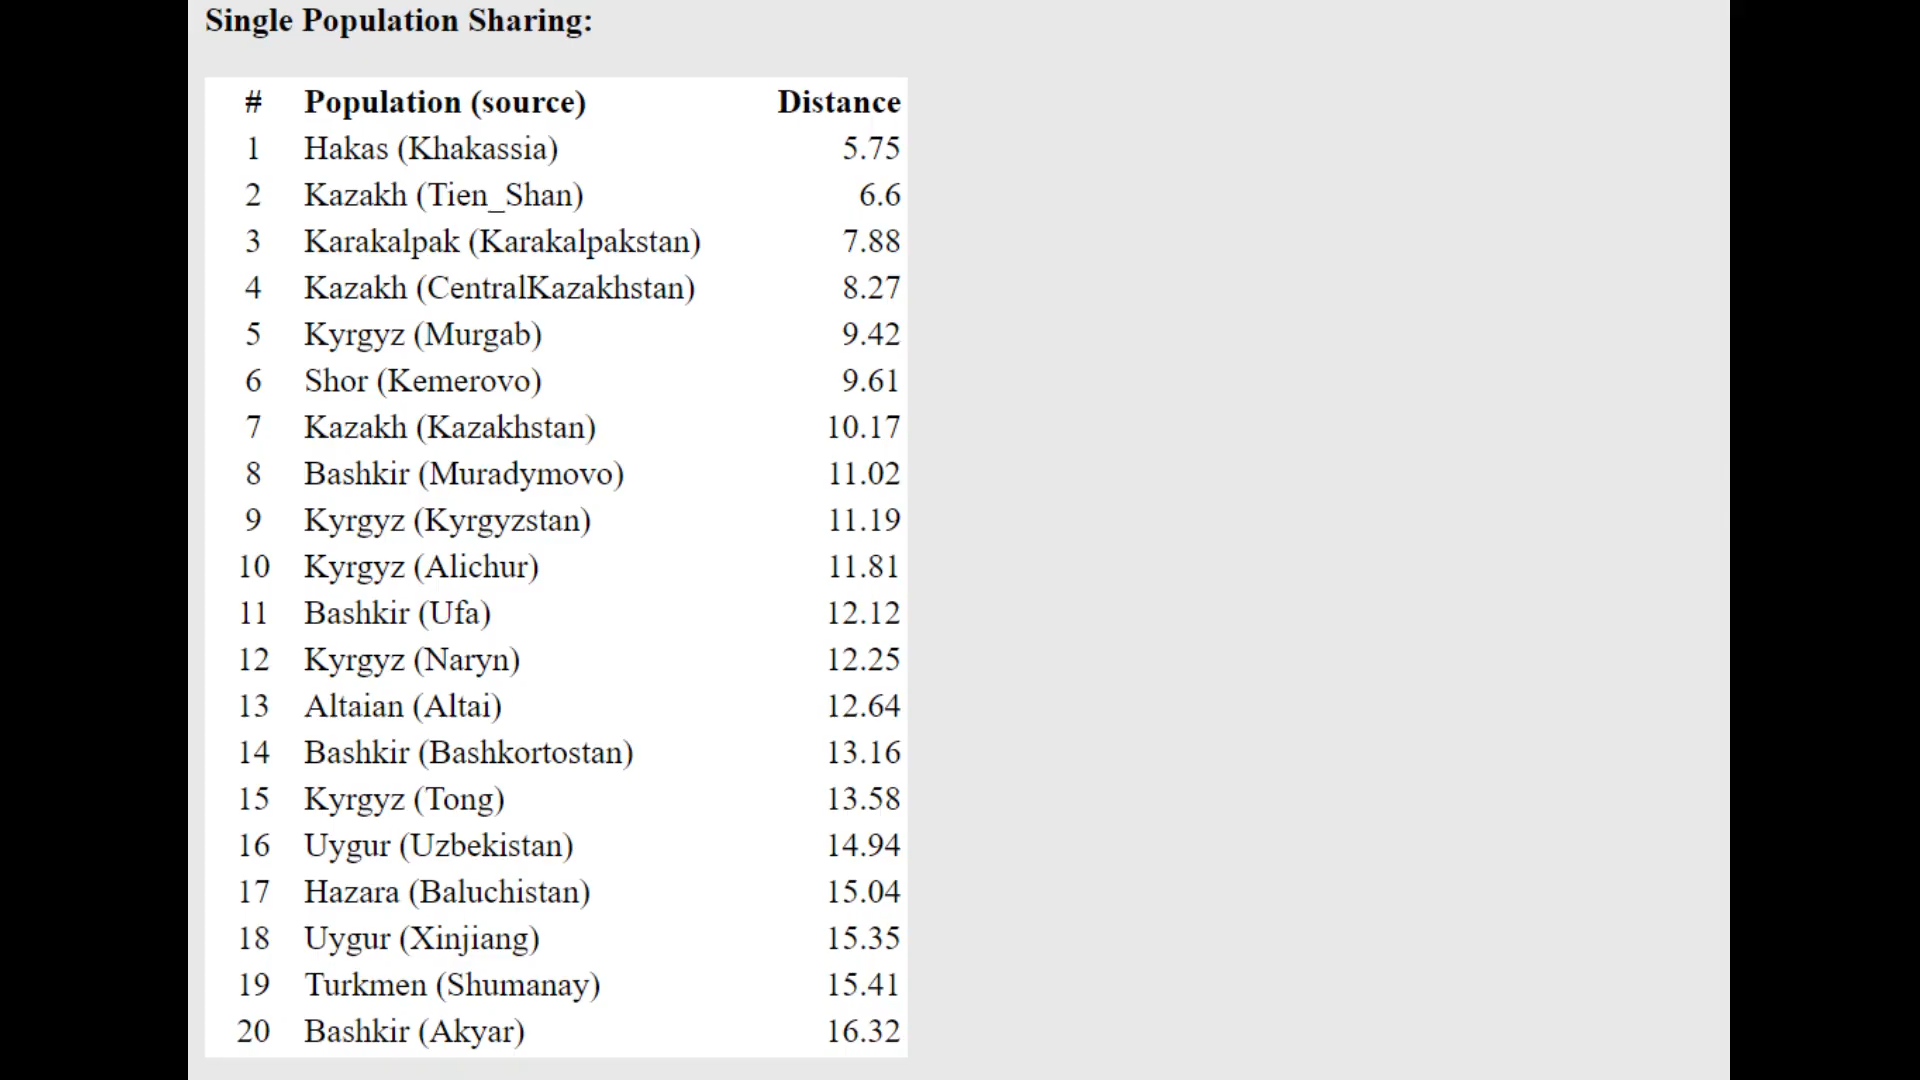 Single Population Sharing:
# Population (source) Distance
1 Hakas (Khakassia) 5.75
2 Kazakh (Tien_Shan) 6.6
3 Karakalpak (Karakalpakstan) 7.88
4 Kazakh (CentralKazakhstan) 8.27
5 Kyrgyz (Murgab) 9.42
6 Shor (Kemerovo) 9.61
7 Kazakh (Kazakhstan) 10.17
8 Bashkir (Muradymovo) 11.02
9 Kyrgyz (Kyrgyzstan) 11.19
10 Kyrgyz (Alichur) 11.81
11 Bashkir (Ufa) 12.12
12 Kyrgyz (Naryn) 12.25
13 Altaian (Altai) 12.64
14 Bashkir (Bashkortostan) 13.16
15 Kyrgyz (Tong) 13.58
16 Uygur (Uzbekistan) 14.94
17 Hazara (Baluchistan) 15.04
18 Uygur (Xinjiang) 15.35
19 Turkmen (Shumanay) 15.41
20 Bashkir (Akyar) 16.32